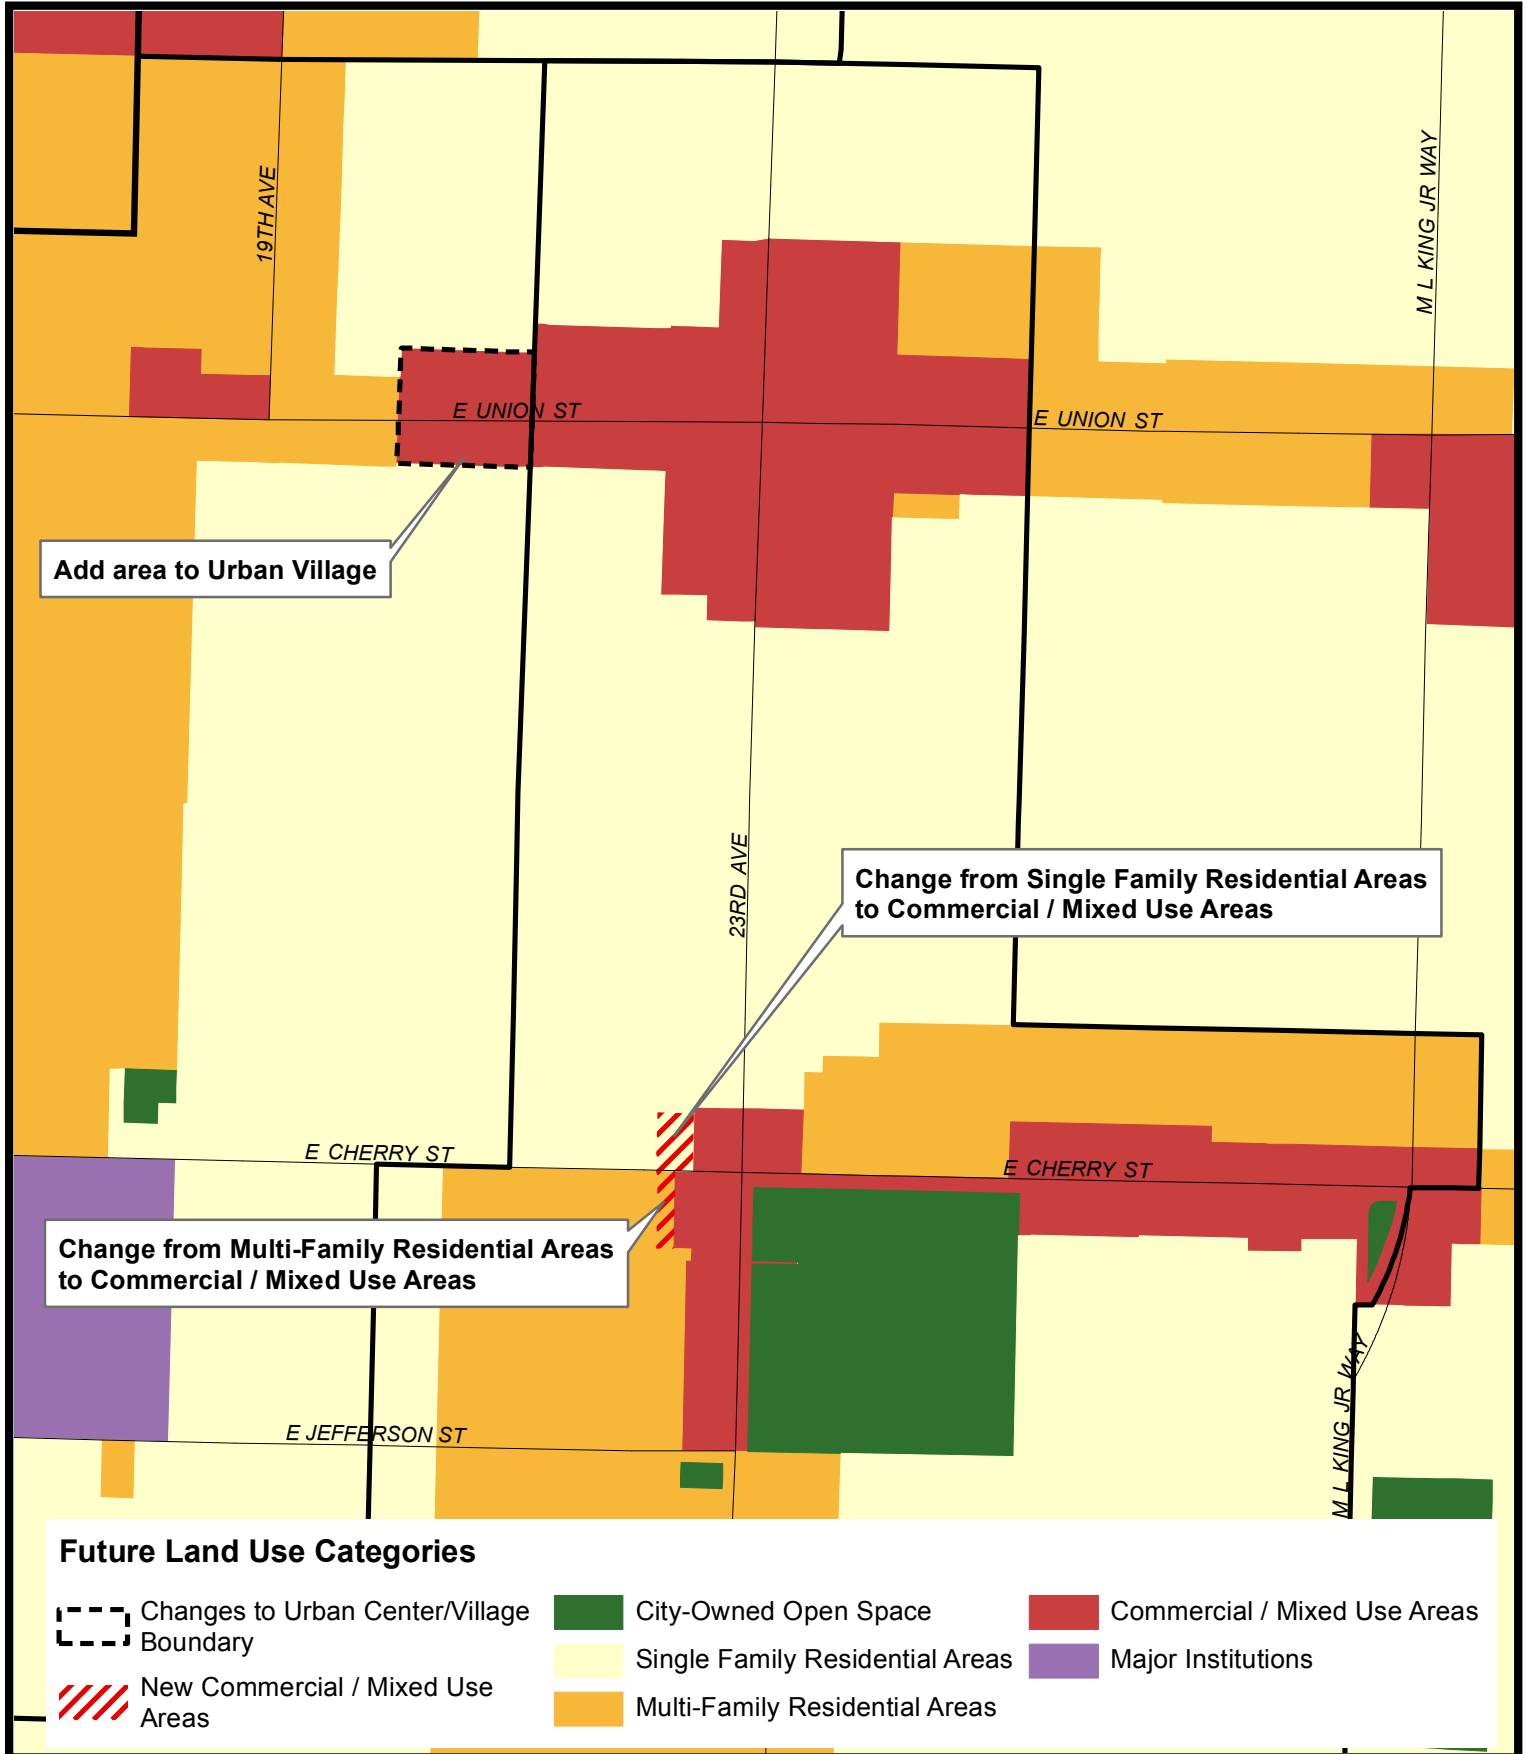 19TH AVE
M L KING JR WAY
E UNION ST
E UNION ST
Add area to Urban Village
23RD AVE
Change from Single Family Residential Areas
to Commercial / Mixed Use Areas
E CHERRY ST
E CHERRY ST
Change from Multi-Family Residential Areas
to Commercial / Mixed Use Areas
M L KING JR WAY
E JEFFERSON ST
Future Land Use Categories
Changes to Urban Center/Village
Boundary
New Commercial / Mixed Use
Areas
City-Owned Open Space
Single Family Residential Areas
Multi-Family Residential Areas
Commercial / Mixed Use Areas
Major Institutions